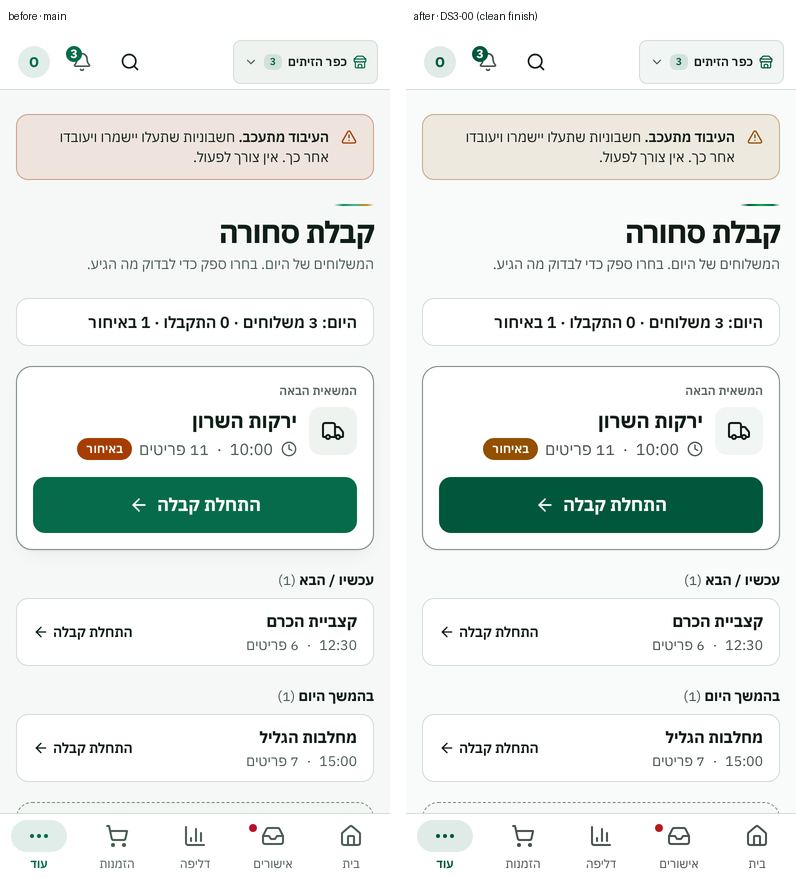 before · main
כפר הזיתים 3
3
O
העיבוד מתעכב. חשבוניות שתעלו יישמרו ויעובדו
אחר כך. אין צורך לפעול.
קבלת סחורה
המשלוחים של היום. בחרו ספק כדי לבדוק מה הגיע.
היום: 3 משלוחים · 0 התקבלו · 1 באיחור
המשאית הבאה
ירקות השרון
10:00 · 11 פריטים באיחור
התחלת קבלה ←
עכשיו / הבא (1)
קצביית הכרם
12:30 · 6 פריטים
התחלת קבלה ←
בהמשך היום (1)
מחלבות הגליל
15:00 · 7 פריטים
התחלת קבלה ←
בית
אישורים
דליפה
הזמנות
עוד
after · DS3-00 (clean finish)
כפר הזיתים 3
3
O
העיבוד מתעכב. חשבוניות שתעלו יישמרו ויעובדו
אחר כך. אין צורך לפעול.
קבלת סחורה
המשלוחים של היום. בחרו ספק כדי לבדוק מה הגיע.
היום: 3 משלוחים · 0 התקבלו · 1 באיחור
המשאית הבאה
ירקות השרון
10:00 · 11 פריטים באיחור
התחלת קבלה ←
עכשיו / הבא (1)
קצביית הכרם
12:30 · 6 פריטים
התחלת קבלה ←
בהמשך היום (1)
מחלבות הגליל
15:00 · 7 פריטים
התחלת קבלה ←
בית
אישורים
דליפה
הזמנות
עוד